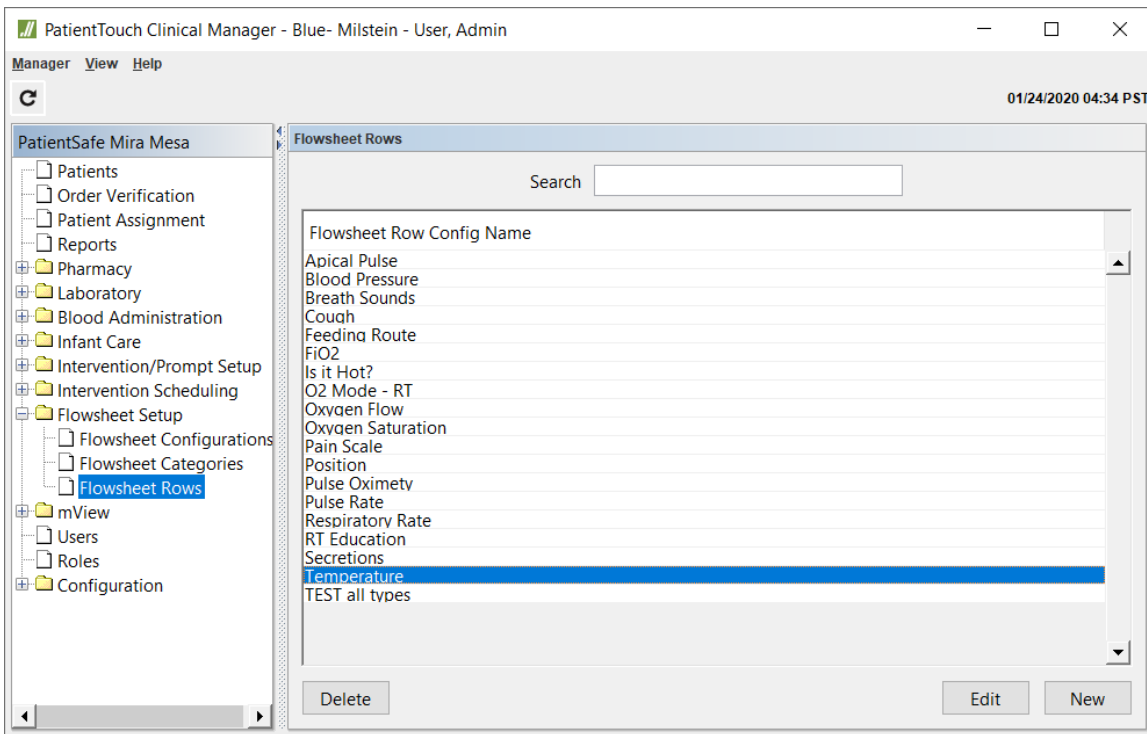 PatientTouch Clinical Manager - Blue- Milstein - User, Admin
Manager View Help
01/24/2020 04:34 PST
PatientSafe Mira Mesa
Patients
Order Verification
Patient Assignment
Reports
Pharmacy
Laboratory
Blood Administration
Infant Care
Intervention/Prompt Setup
Intervention Scheduling
Flowsheet Setup
Flowsheet Configurations
Flowsheet Categories
Flowsheet Rows
mView
Users
Roles
Configuration
Flowsheet Rows
Search
Flowsheet Row Config Name
Apical Pulse
Blood Pressure
Breath Sounds
Cough
Feeding Route
FiO2
Is it Hot?
O2 Mode - RT
Oxygen Flow
Oxygen Saturation
Pain Scale
Position
Pulse Oximety
Pulse Rate
Respiratory Rate
RT Education
Secretions
Temperature
TEST all types
Delete
Edit
New